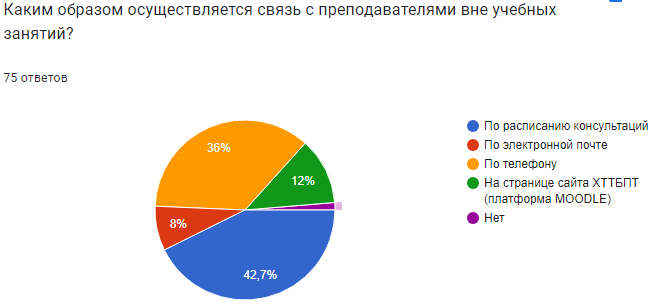 Каким образом осуществляется связь с преподавателями вне учебных
занятий?
75 ответов
36%
12%
8%
42,7%
По расписанию консультаций
По электронной почте
По телефону
На странице сайта ХТТБПТ
(платформа MOODLE)
Нет